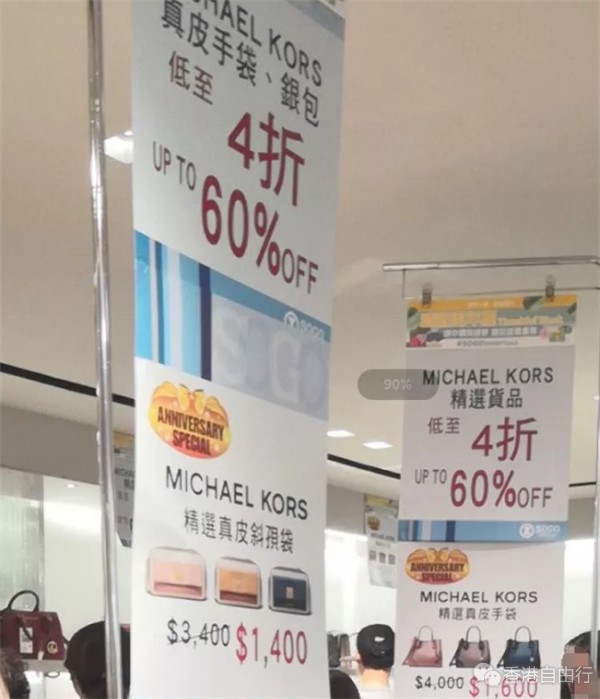 MICHAEL KORS
真皮手袋、銀包
低至
4折
UP TO
60%OFF
SOGO
SOGO
ANNIVERSARY
SPECIAL
MICHAEL KORS
精選真皮斜孭袋
$3,400 $1,400
90%
MICHAEL KORS
精選貨品
低至
4折
UP TO
60%OFF
SOGO
ANNIVERSARY
SPECIAL
MICHAEL KORS
精選真皮手袋
$4,000 $1,600
香港自由行